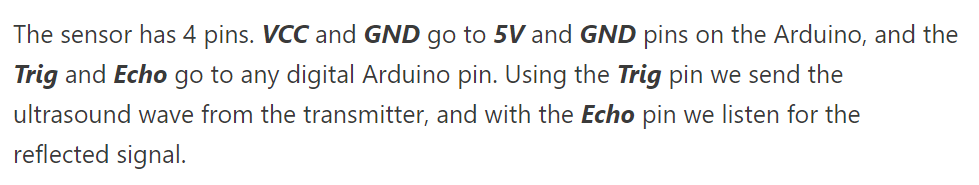 The sensor has 4 pins. VCC and GND go to 5V and GND pins on the Arduino, and the
Trig and Echo go to any digital Arduino pin. Using the Trig pin we send the
ultrasound wave from the transmitter, and with the Echo pin we listen for the
reflected signal.